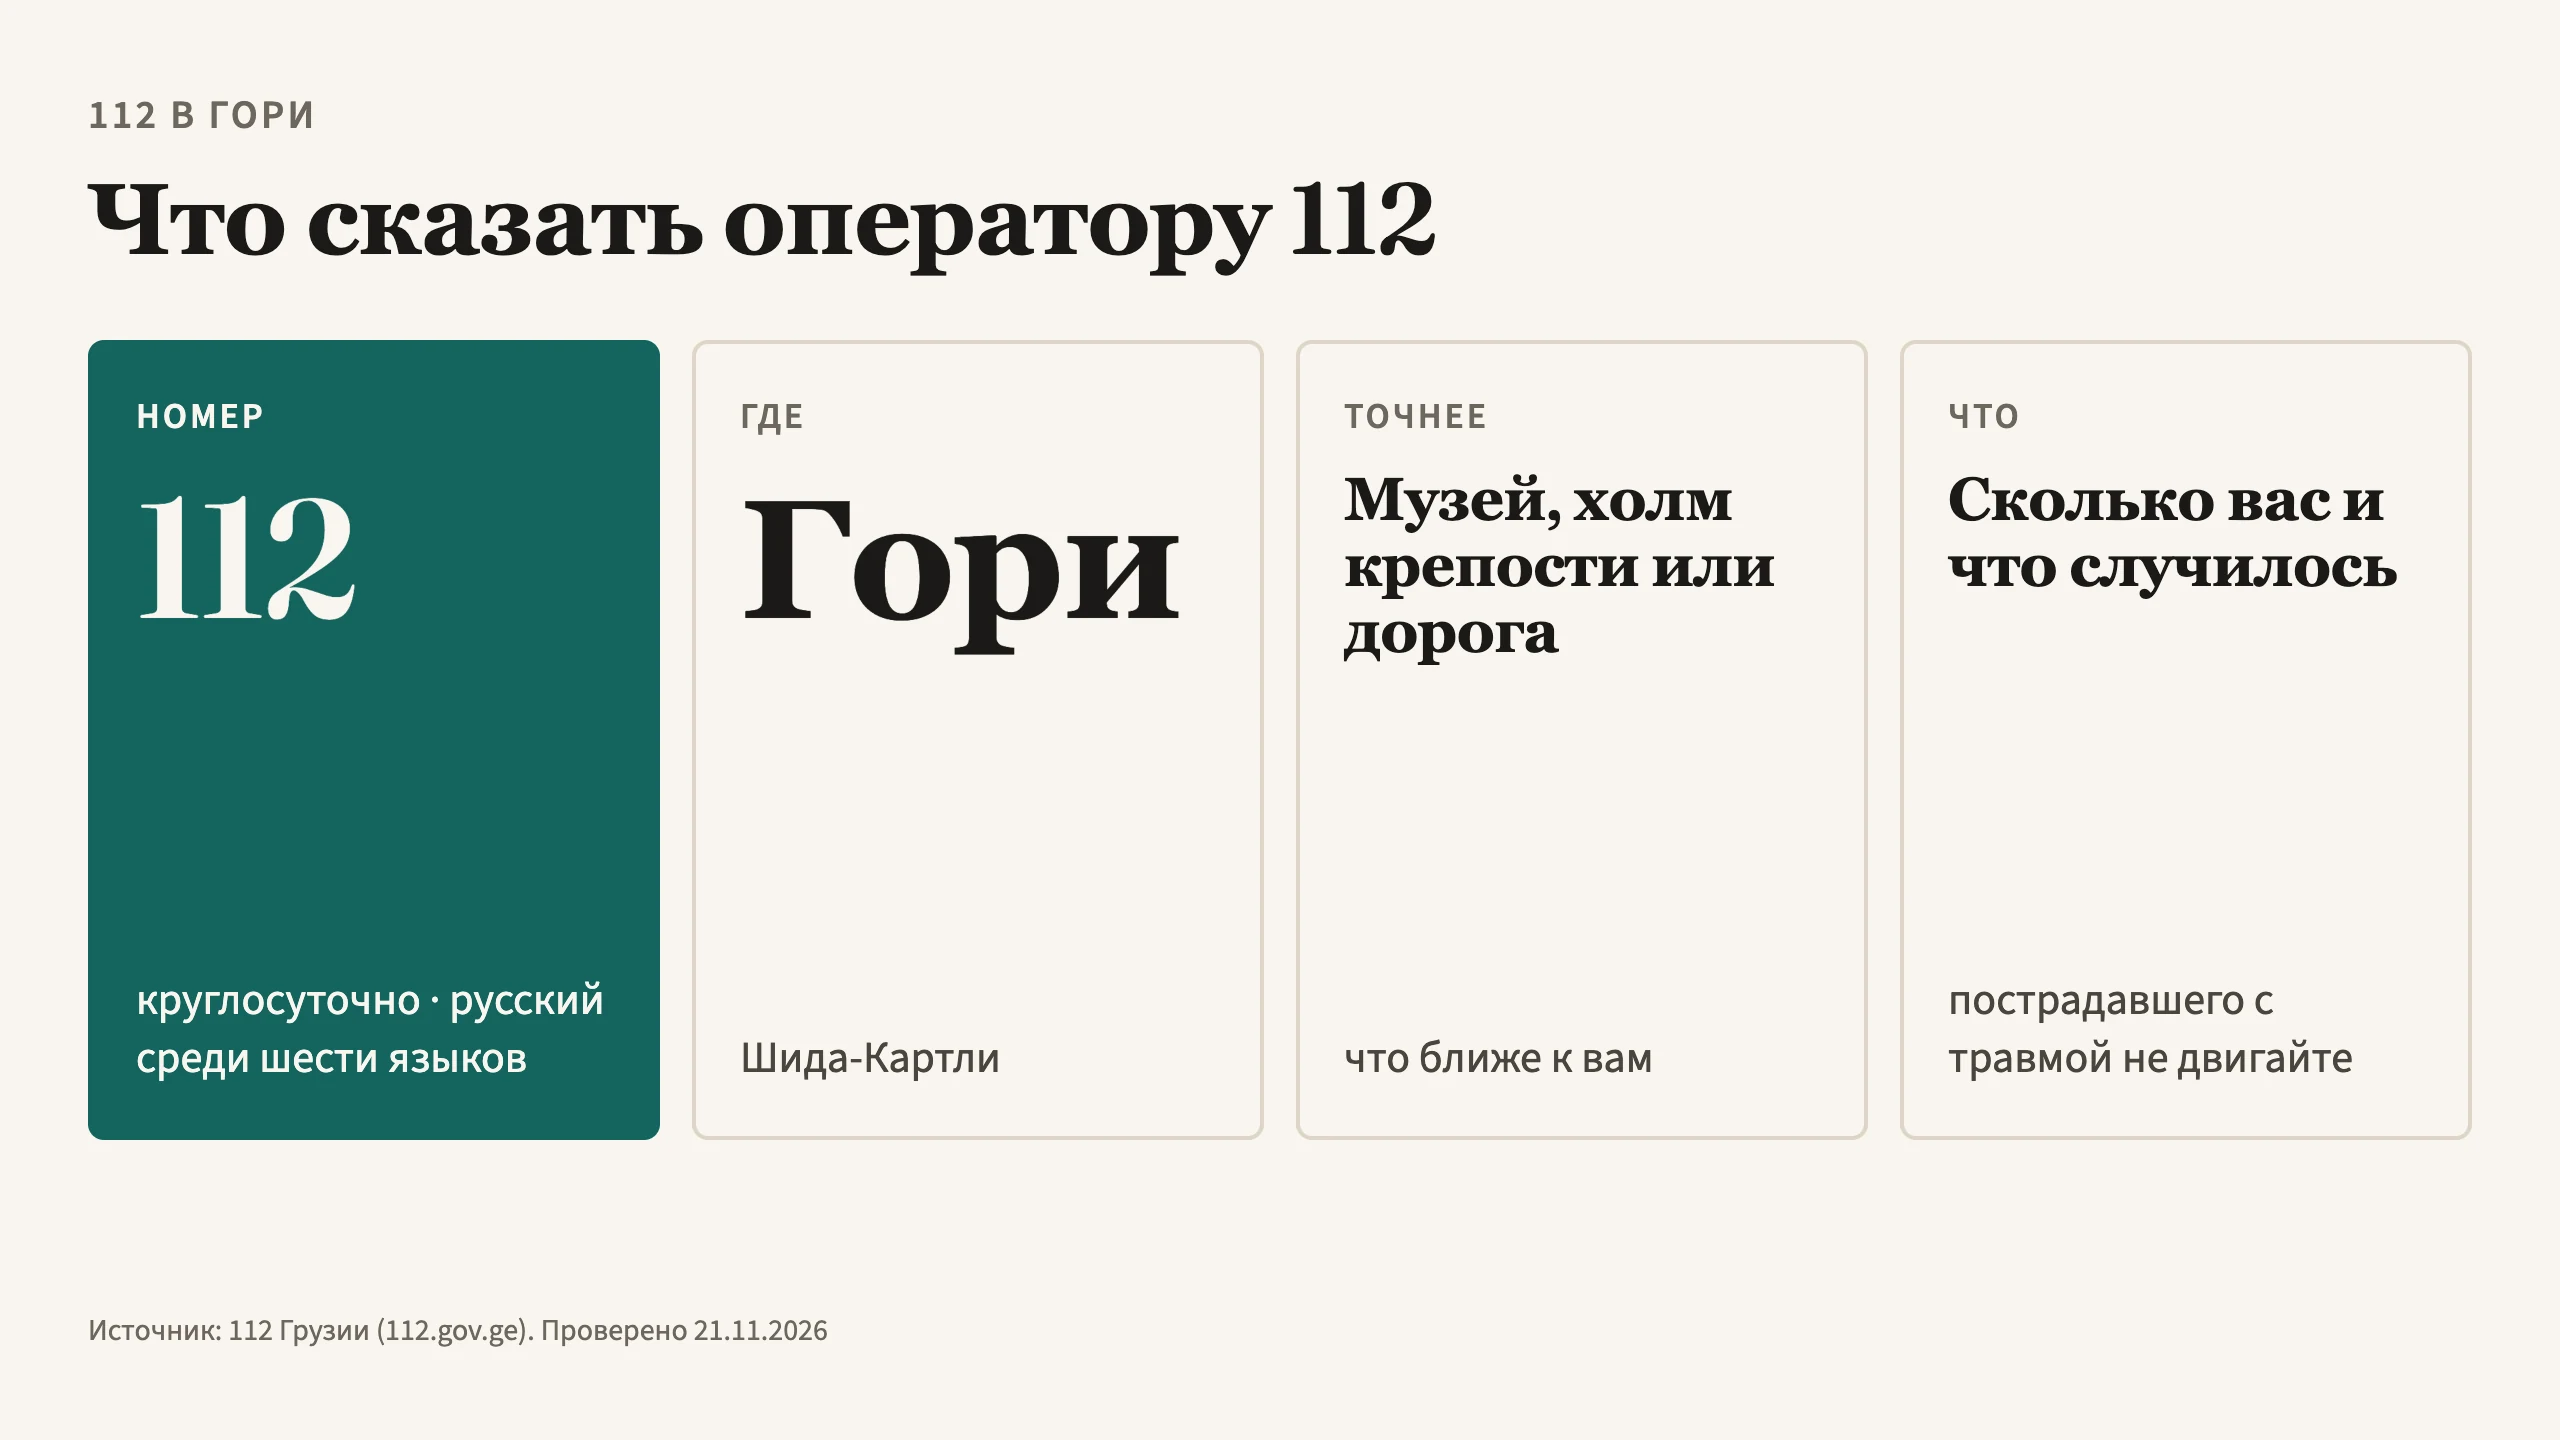 112 В ГОРИ
Что сказать оператору 112
НОМЕР
112
круглосуточно · русский
среди шести языков
ГДЕ
Гори
Шида-Картли
ТОЧНЕЕ
Музей, холм
крепости или
дорога
что ближе к вам
ЧТО
Сколько вас и
что случилось
пострадавшего с
травмой не двигайте
Источник: 112 Грузии (112.gov.ge). Проверено 21.11.2026